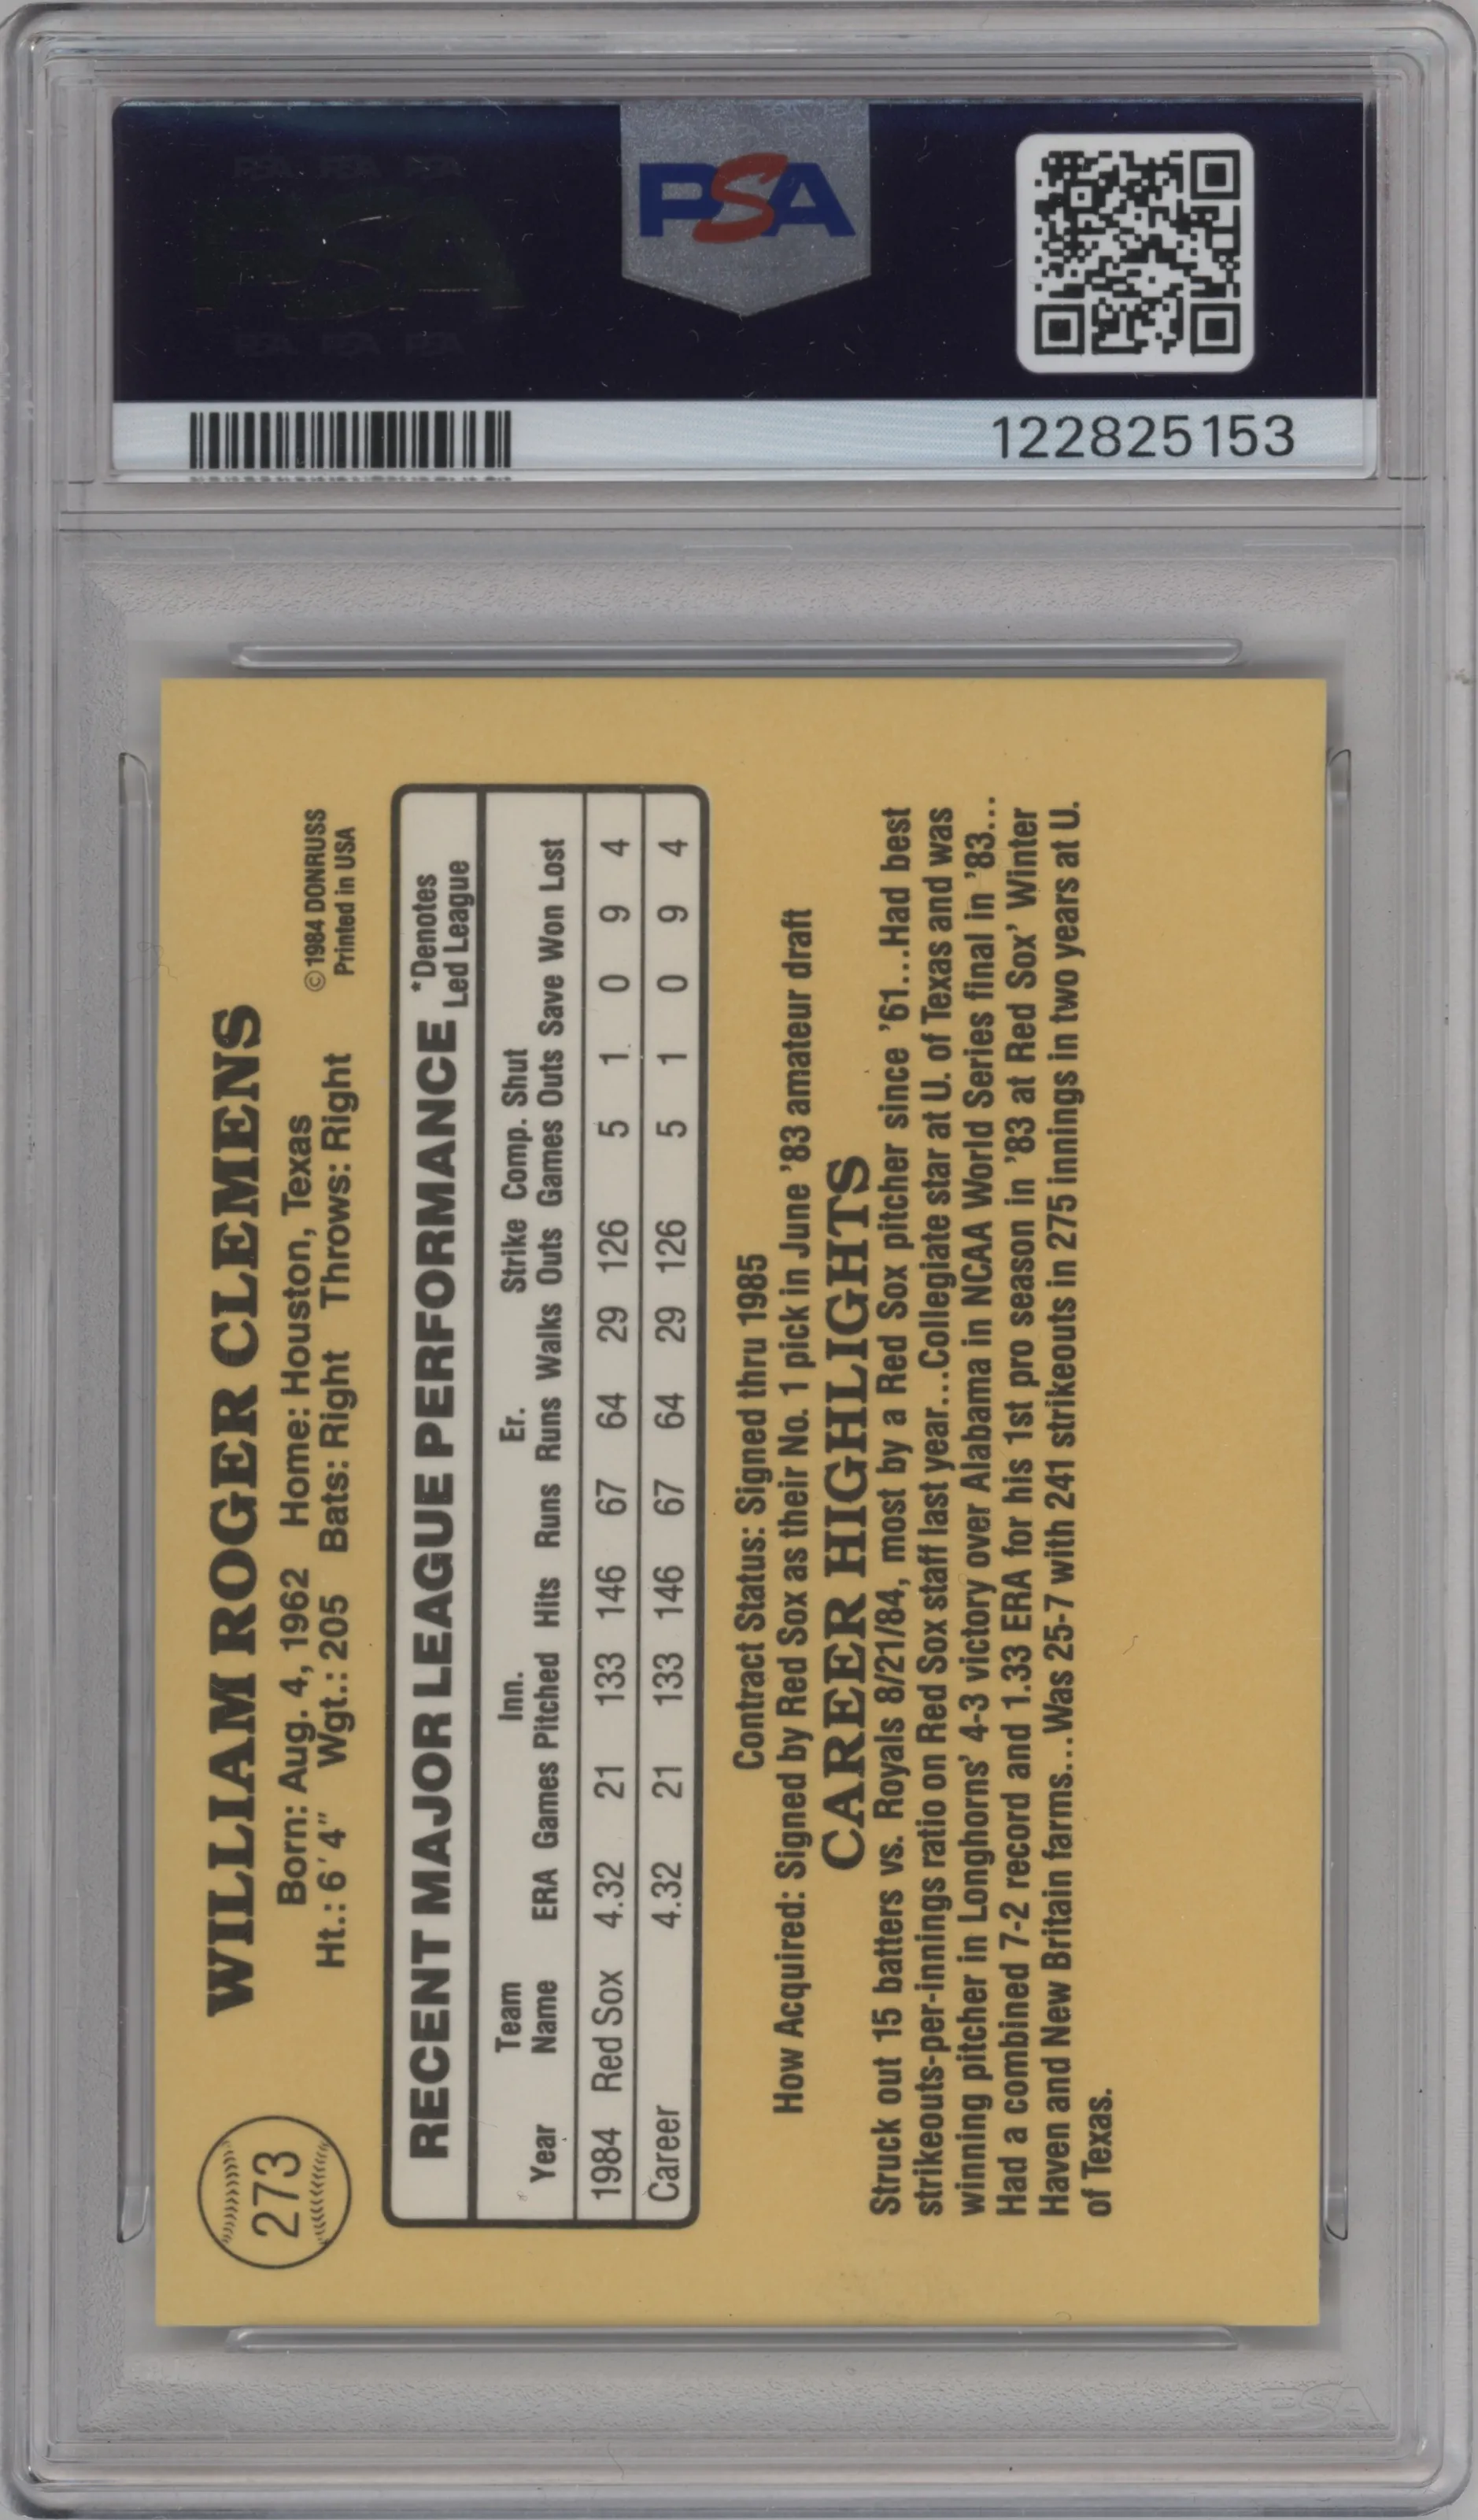 PSA
122825153
273
WILLIAM ROGER CLEMENS
Born: Aug. 4, 1962 Home: Houston, Texas
Ht.: 6'4" Wgt.: 205 Bats: Right Throws: Right
©1984 DONRUSS
Printed in USA
RECENT MAJOR LEAGUE PERFORMANCE *Denotes Led League
Team Inn. Er. Strike Comp. Shut
Year Name ERA Games Pitched Hits Runs Runs Walks Outs Games Outs Save Won Lost
1984 Red Sox 4.32 21 133 146 67 64 29 126 5 1 0 9 4
Career 4.32 21 133 146 67 64 29 126 5 1 0 9 4
Contract Status: Signed thru 1985
How Acquired: Signed by Red Sox as their No. 1 pick in June '83 amateur draft
CAREER HIGHLIGHTS
Struck out 15 batters vs. Royals 8/21/84, most by a Red Sox pitcher since '61...Had best
strikeouts-per-innings ratio on Red Sox staff last year...Collegiate star at U. of Texas and was
winning pitcher in Longhorns' 4-3 victory over Alabama in NCAA World Series final in '83...
Had a combined 7-2 record and 1.33 ERA for his 1st pro season in '83 at Red Sox' Winter
Haven and New Britain farms...Was 25-7 with 241 strikeouts in 275 innings in two years at U.
of Texas.
PSA